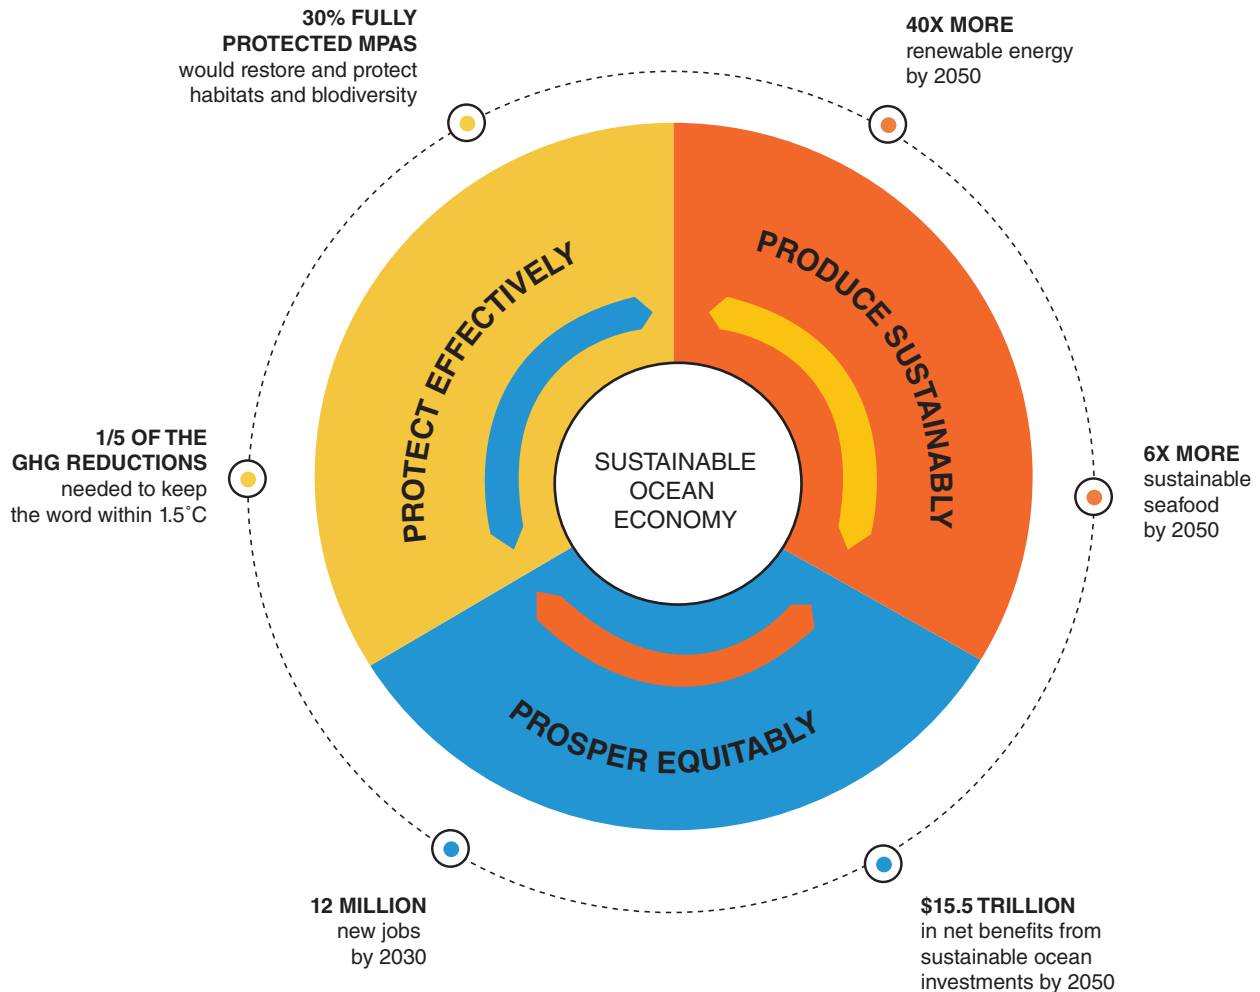 30% FULLY
PROTECTED MPAS
would restore and protect
habitats and blodiversity
40X MORE
renewable energy
by 2050
PROTECT EFFECTIVELY
PRODUCE SUSTAINABLY
1/5 OF THE
GHG REDUCTIONS
needed to keep
the word within 1.5˚C
SUSTAINABLE
OCEAN
ECONOMY
6X MORE
sustainable
seafood
by 2050
PROSPER EQUITABLY
12 MILLION
new jobs
by 2030
$15.5 TRILLION
in net benefits from
sustainable ocean
investments by 2050